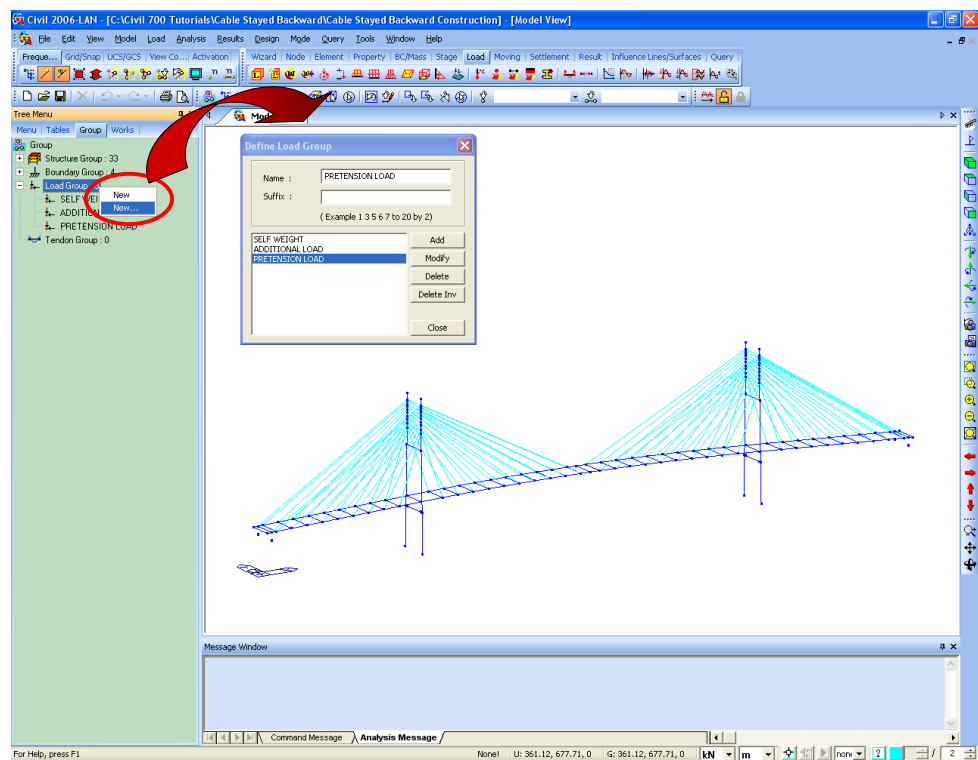 Civil 2006-LAN - [C:\Civil 700 Tutorials\Cable Stayed Backward\Cable Stayed Backward Construction] - [Model View]
File Edit View Model Load Analysis Results Design Mode Query Tools Window Help
Freque... Grid/Snap UCS/GCS View Co... Activation Wizard Node Element Property BC/Mass Stage Load Moving Settlement Result Influence Lines/Surfaces Query
Tree Menu
Menu Tables Group Works
Group
Structure Group : 33
Boundary Group : 4
Load Group
SELF WEI
ADDITION
PRETENSION LOAD
Tendon Group : 0
New
New...
Define Load Group
Name : PRETENSION LOAD
Suffix :
( Example 1 3 5 6 7 to 20 by 2)
SELF WEIGHT
ADDITIONAL LOAD
PRETENSION LOAD
Add
Modify
Delete
Delete Inv
Close
Message Window
Command Message Analysis Message
For Help, press F1 None! U: 361.12, 677.71, 0 G: 361.12, 677.71, 0 kN m none ? / 2